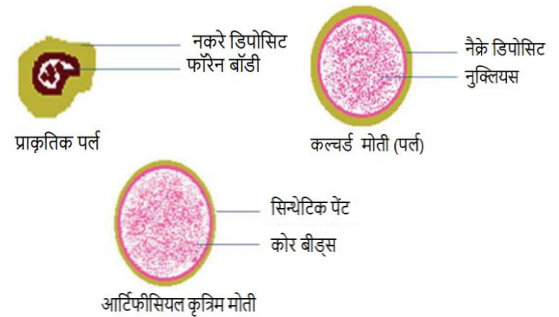 नकरे डिपोसिट
फॉरेन बॉडी
प्राकृतिक पर्ल
नैक्रे डिपोसिट
नुक्लियस
कल्चर्ड मोती (पर्ल)
सिन्थेटिक पेंट
कोर बीड्स
आर्टिफीसियल कृत्रिम मोती